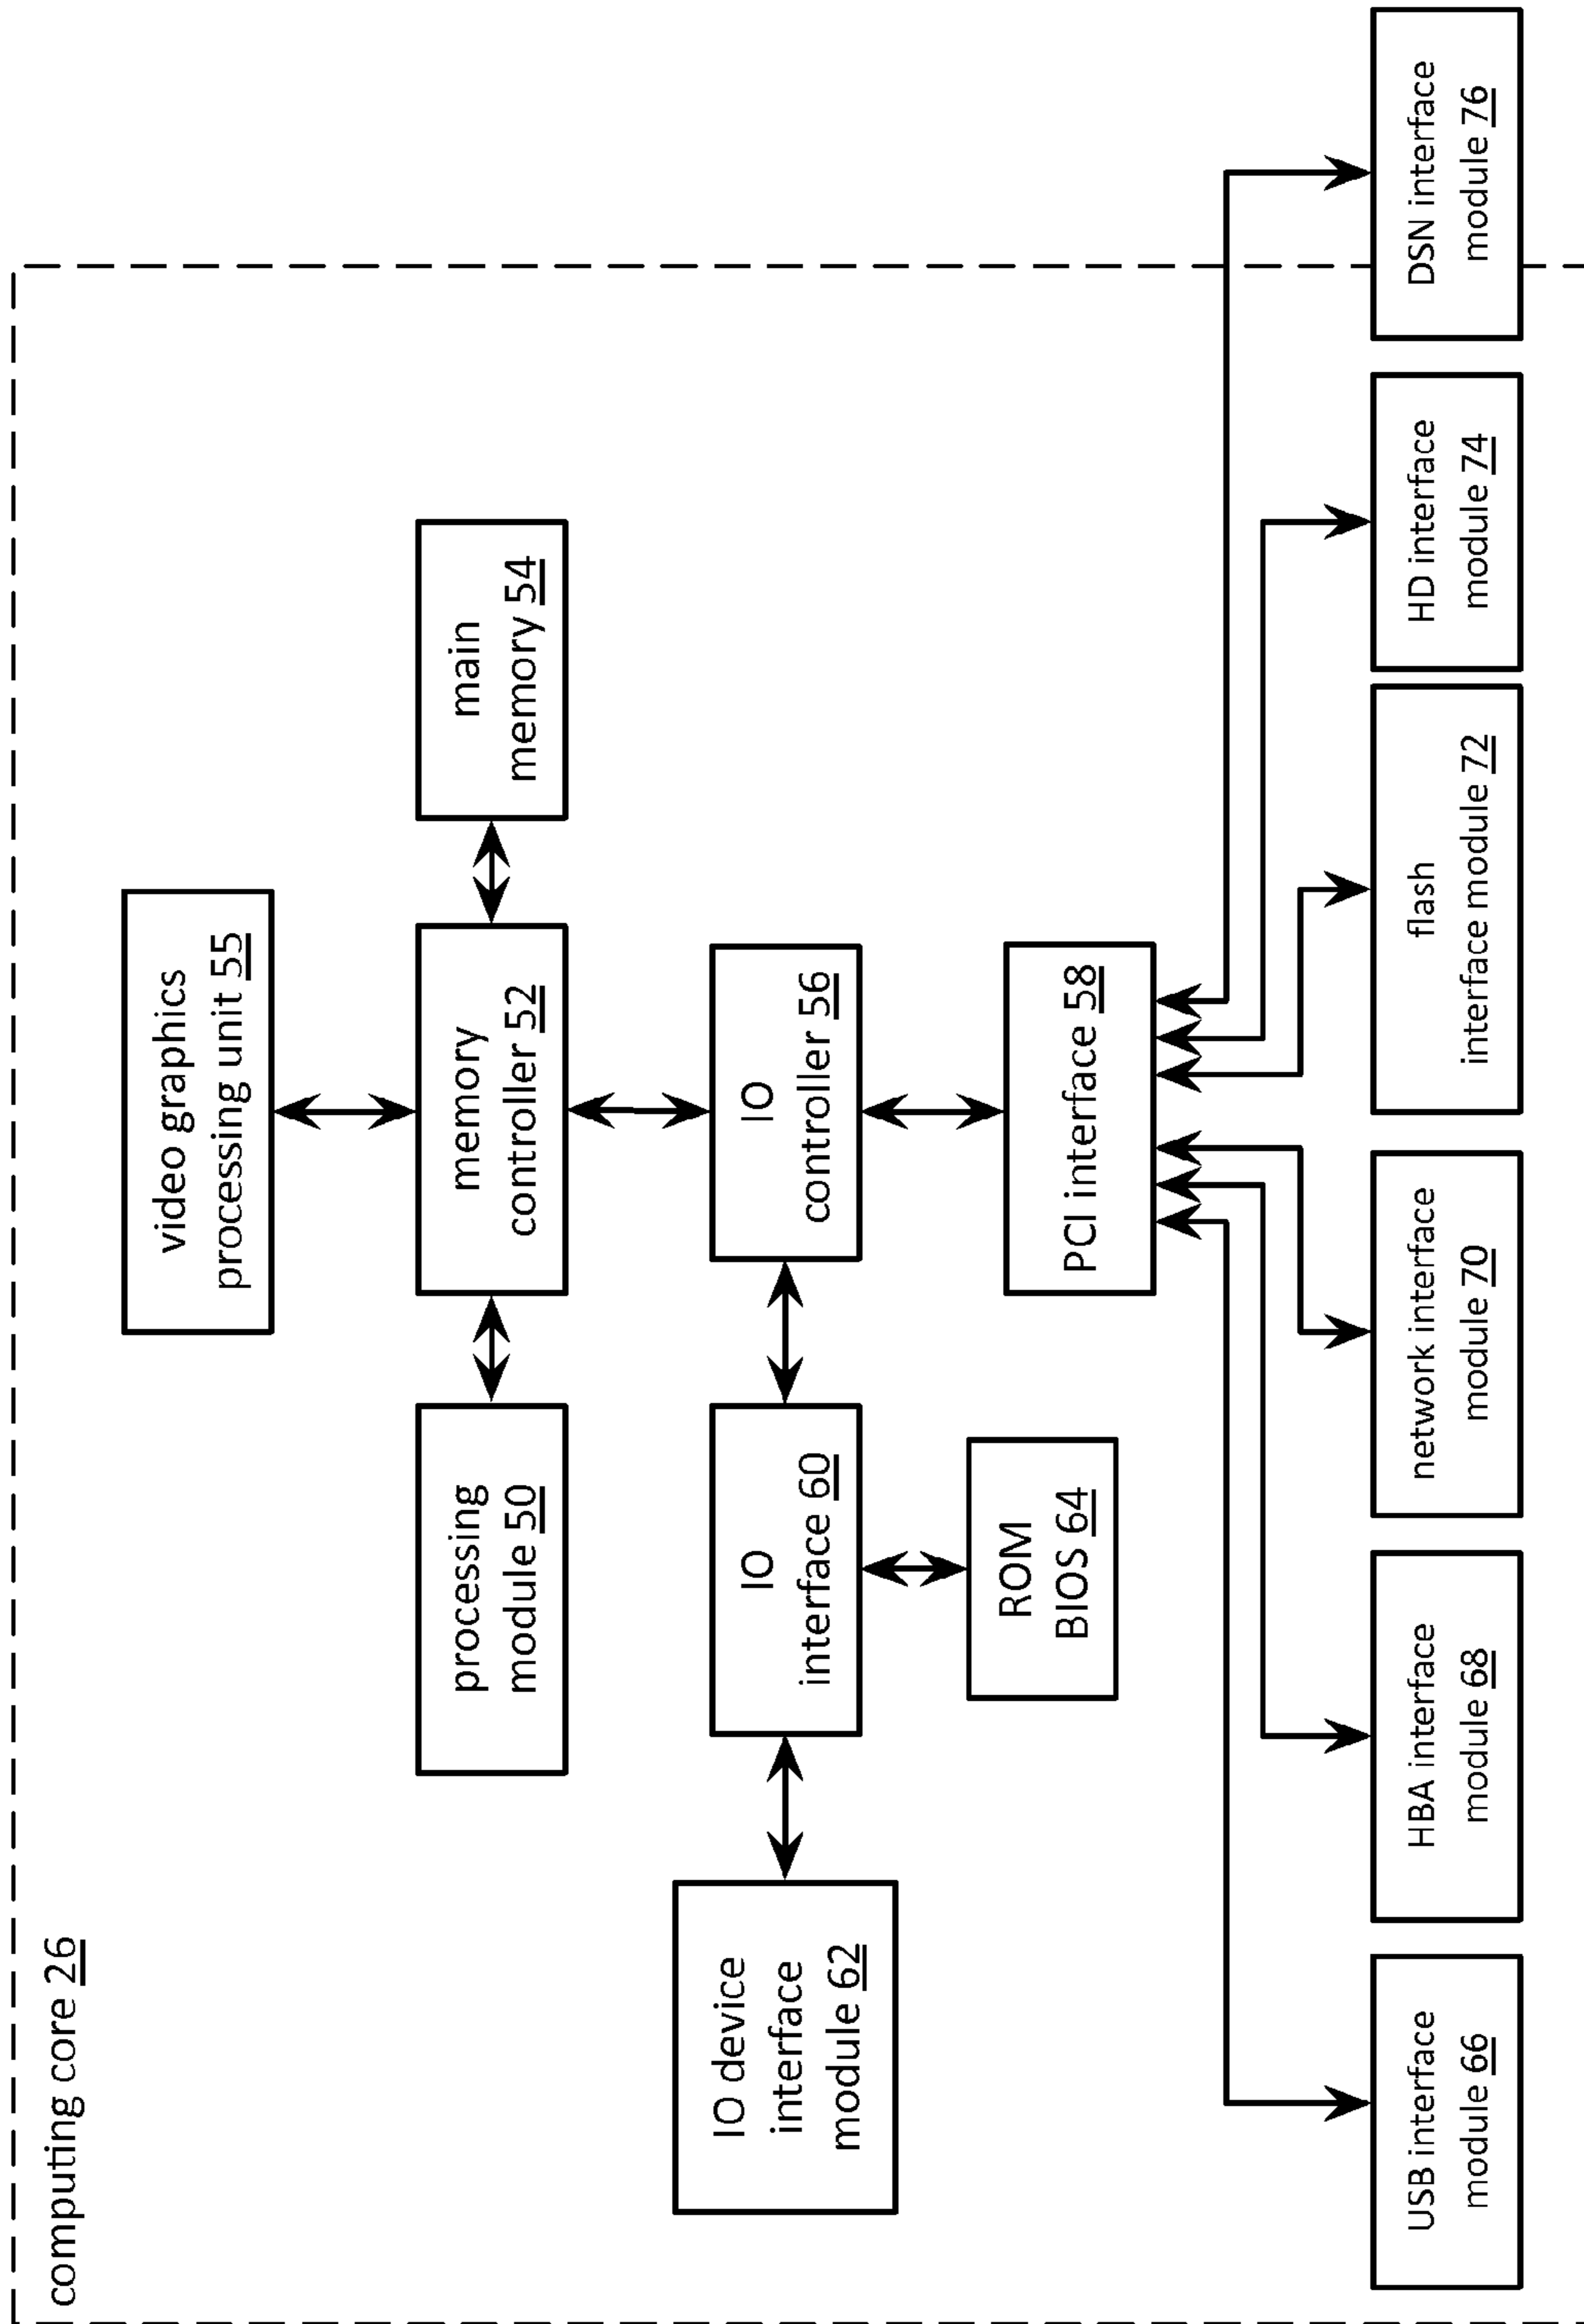 computing core 26
video graphics
processing unit 55
processing
module 50
memory
controller 52
main
memory 54
IO device
interface
module 62
IO
interface 60
IO
controller 56
ROM
BIOS 64
PCI interface 58
USB interface
module 66
HBA interface
module 68
network interface
module 70
flash
interface module 72
HD interface
module 74
DSN interface
module 76